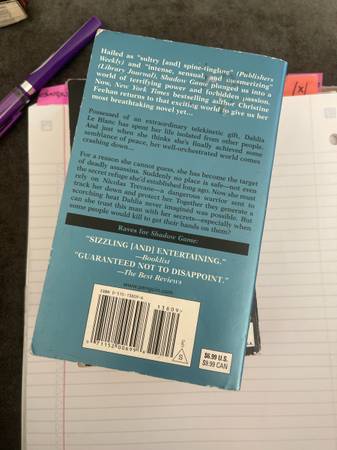 Hailed as "sultry [and] spine-tingling" (Publishers
Weekly) and "intense, sensual, and mesmerizing"
(Library Journal), Shadow Game plunged us into a
world of terrifying power and forbidden passion.
Now, New York Times bestselling author Christine
Feehan returns to that exciting world to give us her
most breathtaking novel yet...
Possessed of an extraordinary telekinetic gift, Dahlia
Le Blanc has spent her life isolated from other people.
And just when she thinks she's finally achieved some
semblance of peace, her well-orchestrated world comes
crashing down...
For a reason she cannot guess, she has become the target
of deadly assassins. Suddenly no place is safe—not even
the secret refuge she'd established long ago. Now she must
rely on Nicolas Trevane—a dangerous warrior sent to
track her down and protect her. Together they generate a
scorching heat Dahlia never imagined was possible. But
can she trust this man with her secrets—especially when
some people would kill to get their hands on them?
Raves for Shadow Game:
"SIZZLING [AND] ENTERTAINING."
—Booklist
"GUARANTEED NOT TO DISAPPOINT."
—The Best Reviews
www.penguin.com
$6.99 U.S.
$9.99 CAN